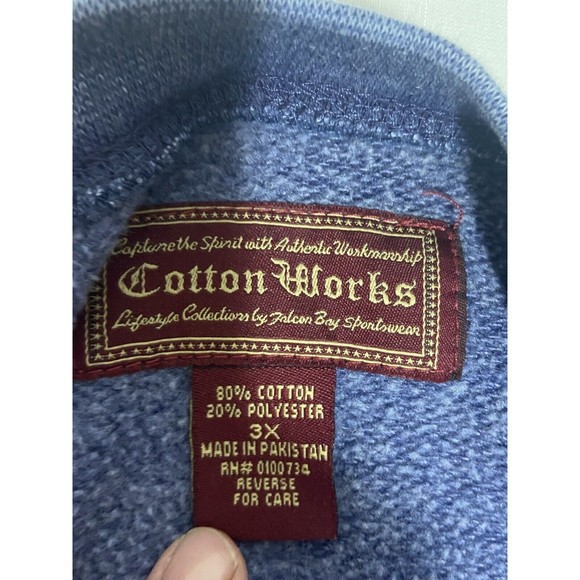 Capture the Spirit with Authentic Workmanship
Cotton Works
Lifestyle Collections by Falcon Bay Sportswear
80% COTTON
20% POLYESTER
3X
MADE IN PAKISTAN
RH# 0100734
REVERSE
FOR CARE